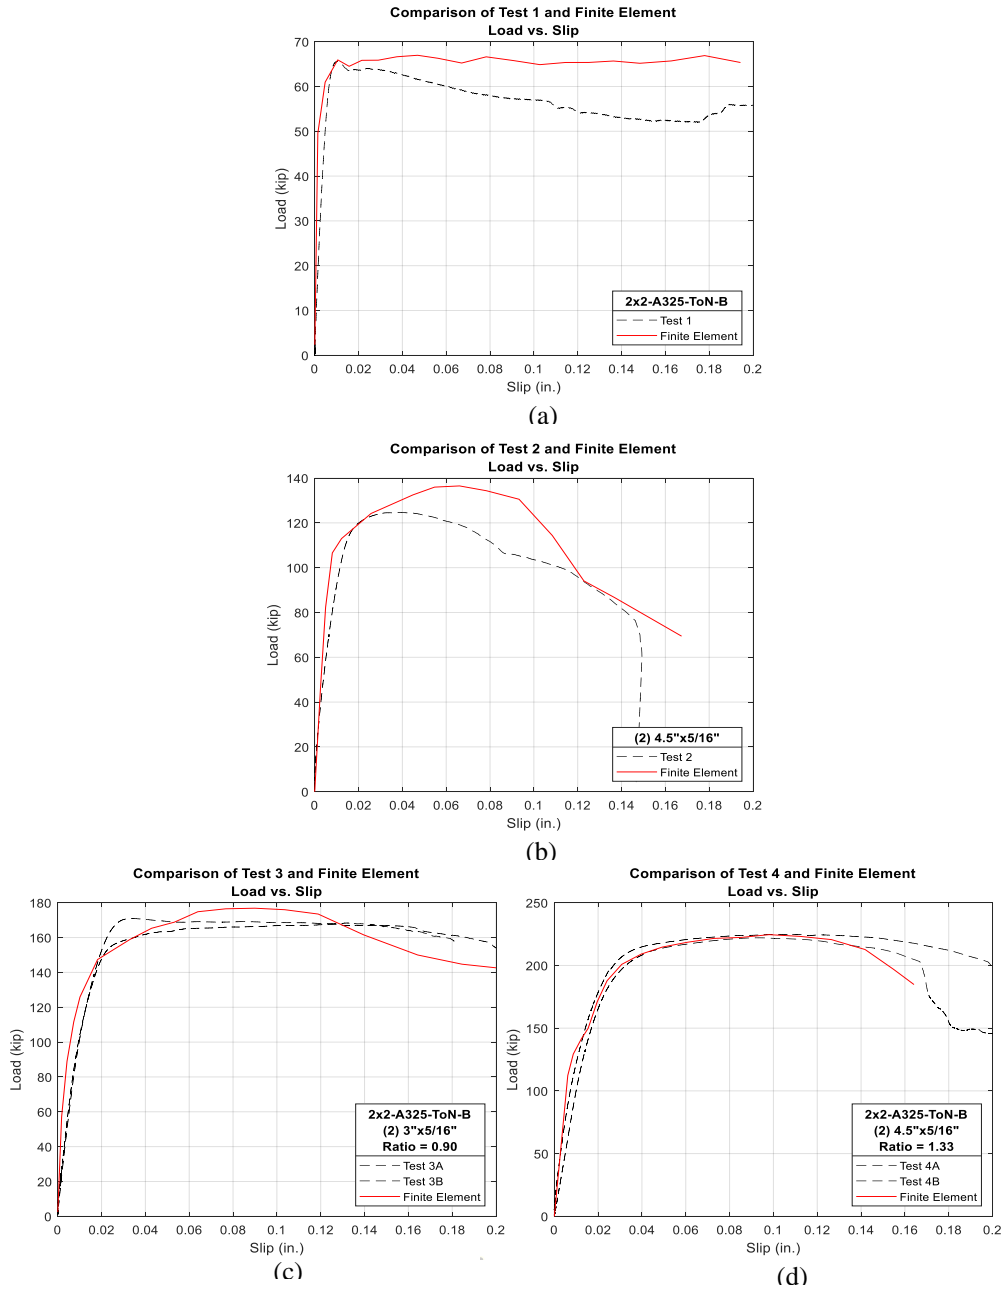 Comparison of Test 1 and Finite Element
Load vs. Slip
70
60
50
40
30
20
10
0
Load (kip)
2x2-A325-ToN-B
Test 1
Finite Element
0 0.02 0.04 0.06 0.08 0.1 0.12 0.14 0.16 0.18 0.2
Slip (in.)
(a)
Comparison of Test 2 and Finite Element
Load vs. Slip
140
120
100
80
60
40
20
0
Load (kip)
(2) 4.5"x5/16"
Test 2
Finite Element
0 0.02 0.04 0.06 0.08 0.1 0.12 0.14 0.16 0.18 0.2
Slip (in.)
(b)
Comparison of Test 3 and Finite Element
Load vs. Slip
180
160
140
120
100
80
60
40
20
0
Load (kip)
2x2-A325-ToN-B
(2) 3"x5/16"
Ratio = 0.90
Test 3A
Test 3B
Finite Element
0 0.02 0.04 0.06 0.08 0.1 0.12 0.14 0.16 0.18 0.2
Slip (in.)
(c)
Comparison of Test 4 and Finite Element
Load vs. Slip
250
200
150
100
50
0
Load (kip)
2x2-A325-ToN-B
(2) 4.5"x5/16"
Ratio = 1.33
Test 4A
Test 4B
Finite Element
0 0.02 0.04 0.06 0.08 0.1 0.12 0.14 0.16 0.18 0.2
Slip (in.)
(d)